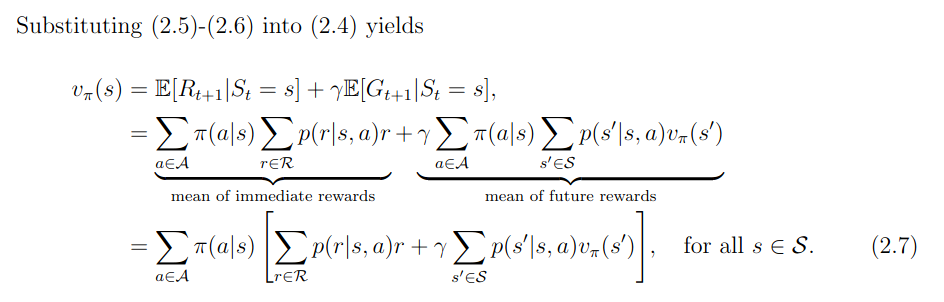 Substituting (2.5)-(2.6) into (2.4) yields
v_π(s) = 𝔼[R_{t+1}|S_t = s] + γ𝔼[G_{t+1}|S_t = s],
= ∑_{a∈𝒜} π(a|s) ∑_{r∈ℛ} p(r|s, a)r + γ ∑_{a∈𝒜} π(a|s) ∑_{s′∈𝒮} p(s′|s, a)v_π(s′)
mean of immediate rewards mean of future rewards
= ∑_{a∈𝒜} π(a|s) [∑_{r∈ℛ} p(r|s, a)r + γ ∑_{s′∈𝒮} p(s′|s, a)v_π(s′)], for all s ∈ 𝒮. (2.7)